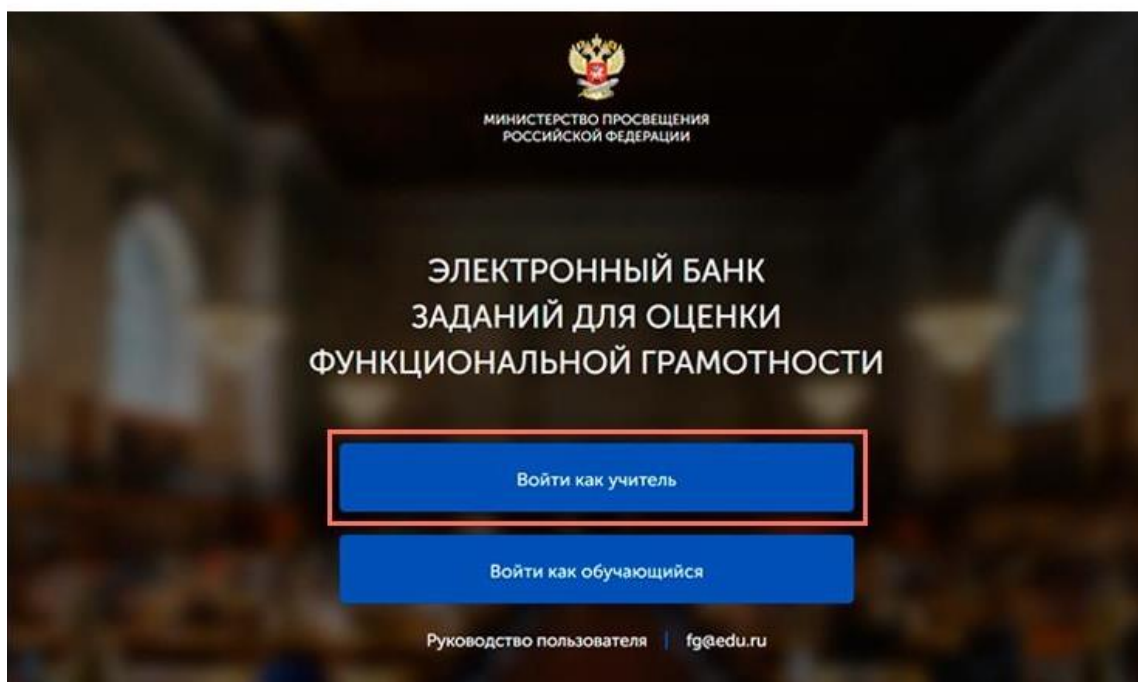 МИНИСТЕРСТВО ПРОСВЕЩЕНИЯ
РОССИЙСКОЙ ФЕДЕРАЦИИ
ЭЛЕКТРОННЫЙ БАНК
ЗАДАНИЙ ДЛЯ ОЦЕНКИ
ФУНКЦИОНАЛЬНОЙ ГРАМОТНОСТИ
Войти как учитель
Войти как обучающийся
Руководство пользователя | fg@edu.ru